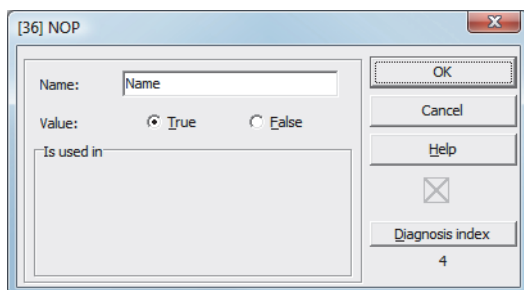 [36] NOP
Name: Name
Value: True False
Is used in
OK
Cancel
Help
Diagnosis index
4